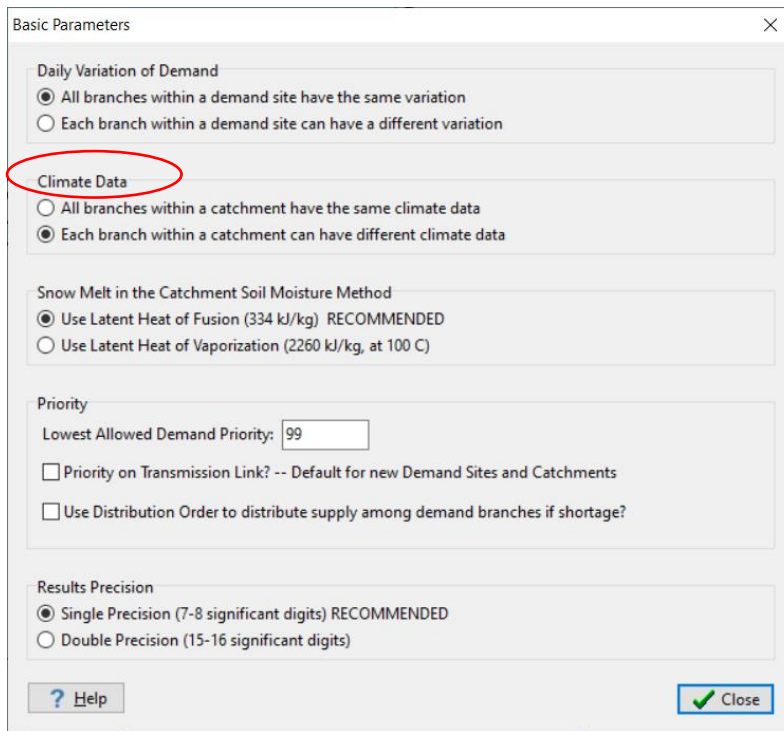 Basic Parameters
Daily Variation of Demand
All branches within a demand site have the same variation
Each branch within a demand site can have a different variation
Climate Data
All branches within a catchment have the same climate data
Each branch within a catchment can have different climate data
Snow Melt in the Catchment Soil Moisture Method
Use Latent Heat of Fusion (334 kJ/kg) RECOMMENDED
Use Latent Heat of Vaporization (2260 kJ/kg, at 100 C)
Priority
Lowest Allowed Demand Priority: 99
Priority on Transmission Link? -- Default for new Demand Sites and Catchments
Use Distribution Order to distribute supply among demand branches if shortage?
Results Precision
Single Precision (7-8 significant digits) RECOMMENDED
Double Precision (15-16 significant digits)
? Help
Close